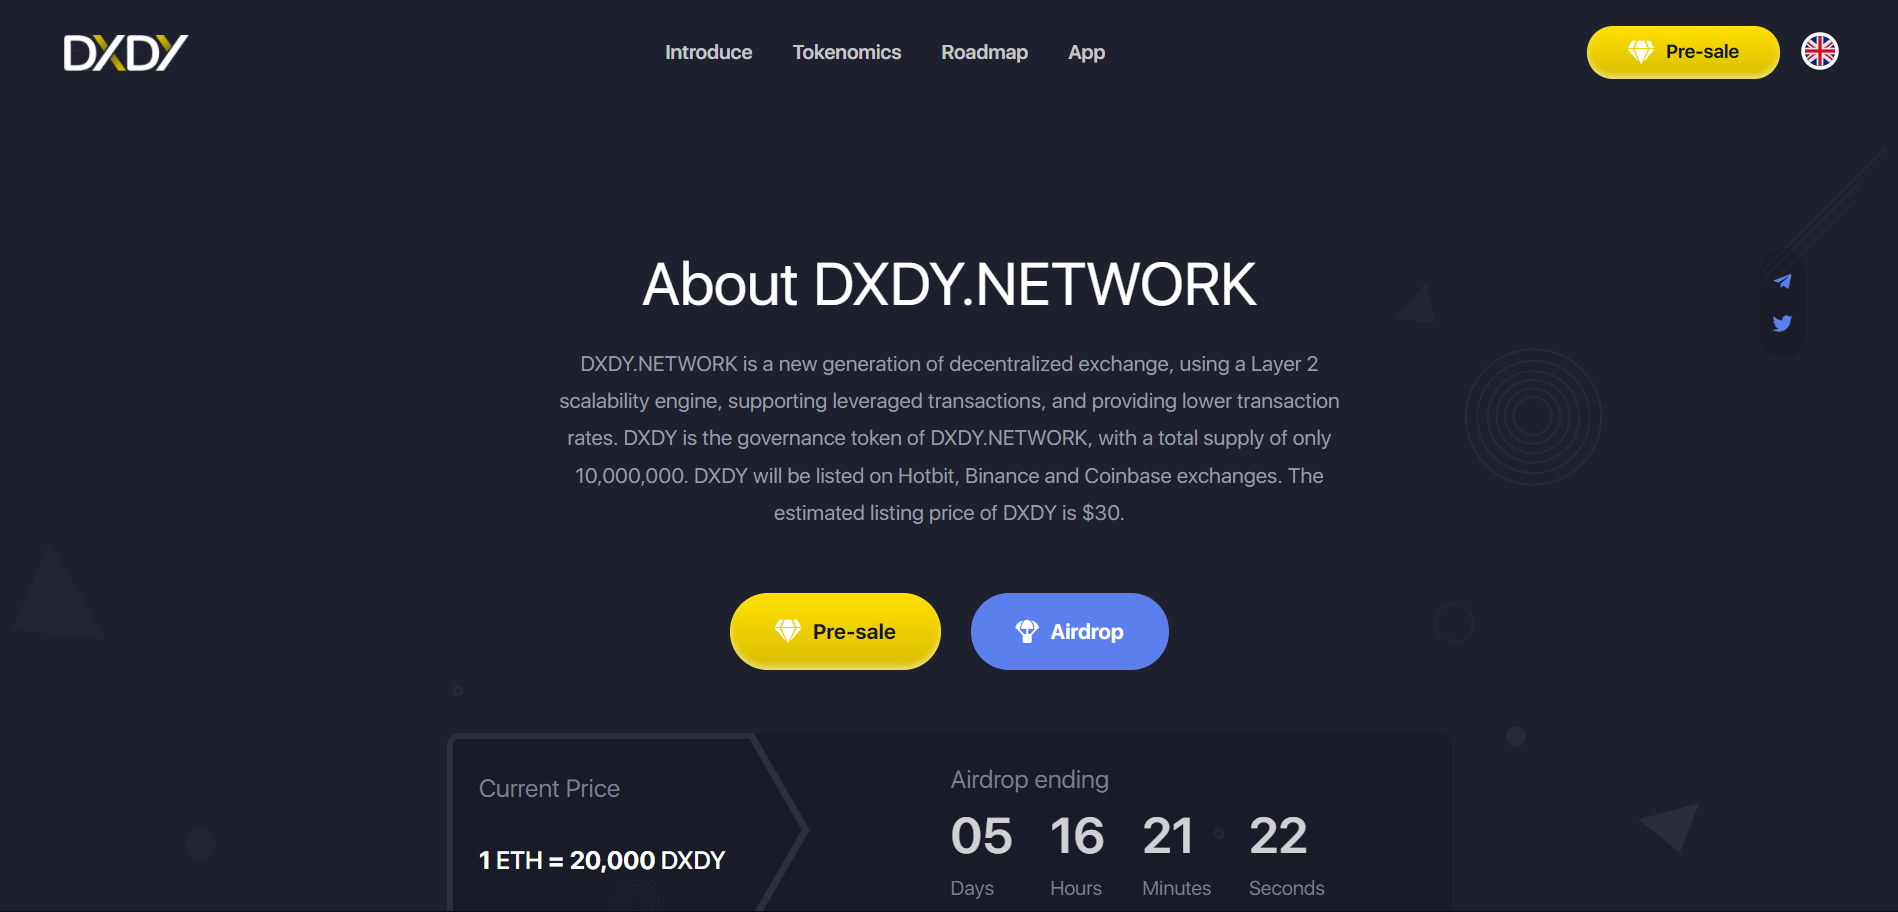 DXDY
Introduce
Tokenomics
Roadmap
App
Pre-sale
About DXDY.NETWORK
DXDY.NETWORK is a new generation of decentralized exchange, using a Layer 2
scalability engine, supporting leveraged transactions, and providing lower transaction
rates. DXDY is the governance token of DXDY.NETWORK, with a total supply of only
10,000,000. DXDY will be listed on Hotbit, Binance and Coinbase exchanges. The
estimated listing price of DXDY is $30.
Pre-sale
Airdrop
Current Price
1 ETH = 20,000 DXDY
Airdrop ending
05 16 21 22
Days Hours Minutes Seconds